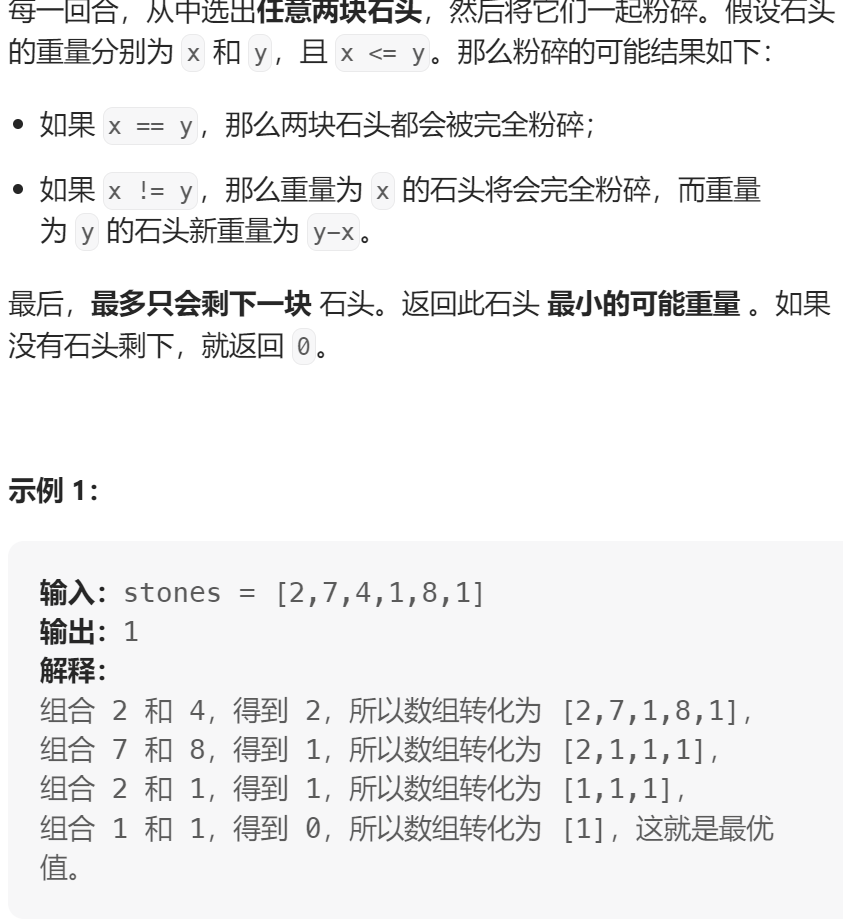 每一回合，从中选出任意两块石头，然后将它们一起粉碎。假设石头
的重量分别为 x 和 y，且 x <= y。那么粉碎的可能结果如下：
如果 x == y，那么两块石头都会被完全粉碎；
如果 x != y，那么重量为 x 的石头将会完全粉碎，而重量
为 y 的石头新重量为 y-x。
最后，最多只会剩下一块 石头。返回此石头 最小的可能重量 。如果
没有石头剩下，就返回 0。
示例 1：
输入：stones = [2,7,4,1,8,1]
输出：1
解释：
组合 2 和 4，得到 2，所以数组转化为 [2,7,1,8,1]，
组合 7 和 8，得到 1，所以数组转化为 [2,1,1,1]，
组合 2 和 1，得到 1，所以数组转化为 [1,1,1]，
组合 1 和 1，得到 0，所以数组转化为 [1]，这就是最优
值。